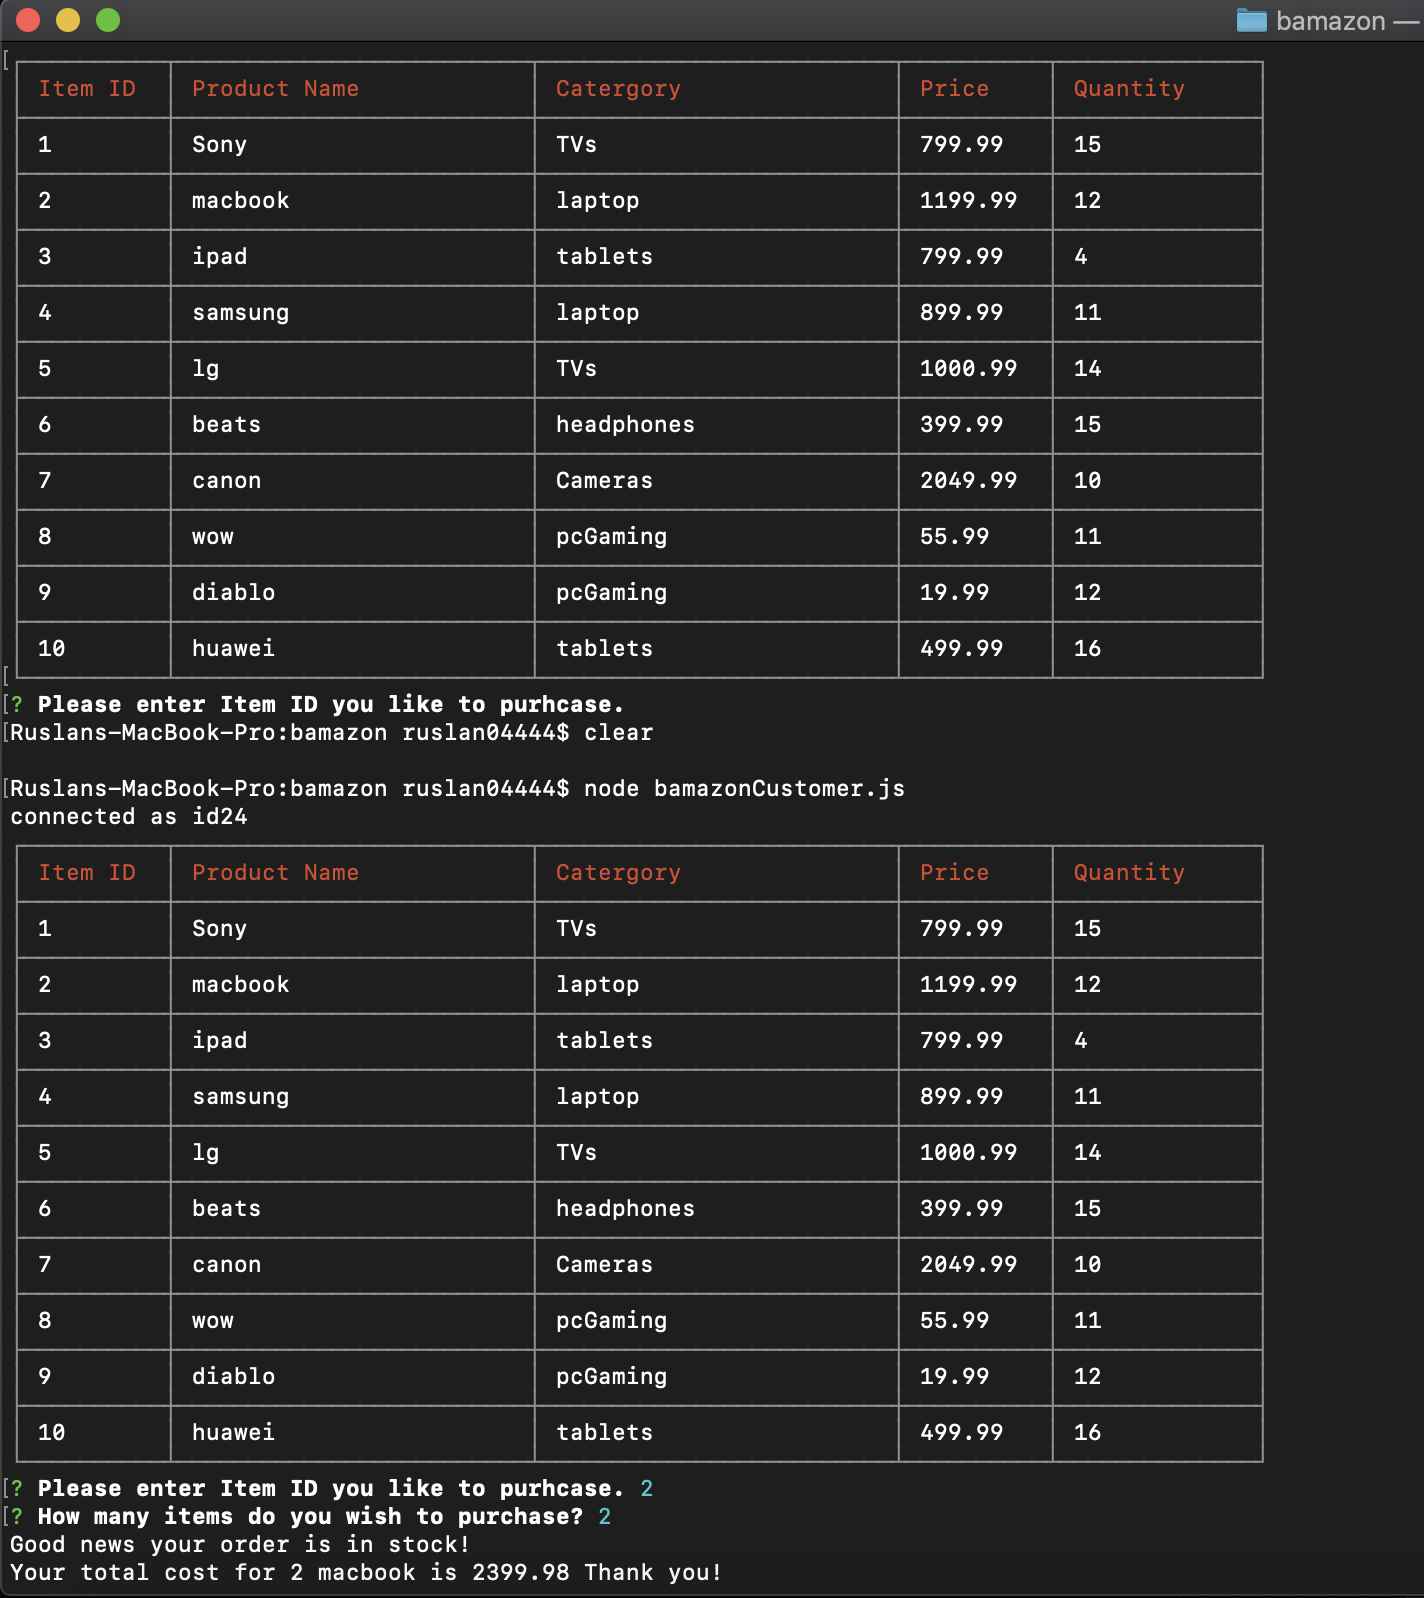 bamazon —
Item ID Product Name Catergory Price Quantity
1 Sony TVs 799.99 15
2 macbook laptop 1199.99 12
3 ipad tablets 799.99 4
4 samsung laptop 899.99 11
5 lg TVs 1000.99 14
6 beats headphones 399.99 15
7 canon Cameras 2049.99 10
8 wow pcGaming 55.99 11
9 diablo pcGaming 19.99 12
10 huawei tablets 499.99 16
? Please enter Item ID you like to purhcase.
Ruslans-MacBook-Pro:bamazon ruslan04444$ clear
Ruslans-MacBook-Pro:bamazon ruslan04444$ node bamazonCustomer.js
connected as id24
Item ID Product Name Catergory Price Quantity
1 Sony TVs 799.99 15
2 macbook laptop 1199.99 12
3 ipad tablets 799.99 4
4 samsung laptop 899.99 11
5 lg TVs 1000.99 14
6 beats headphones 399.99 15
7 canon Cameras 2049.99 10
8 wow pcGaming 55.99 11
9 diablo pcGaming 19.99 12
10 huawei tablets 499.99 16
? Please enter Item ID you like to purhcase. 2
? How many items do you wish to purchase? 2
Good news your order is in stock!
Your total cost for 2 macbook is 2399.98 Thank you!